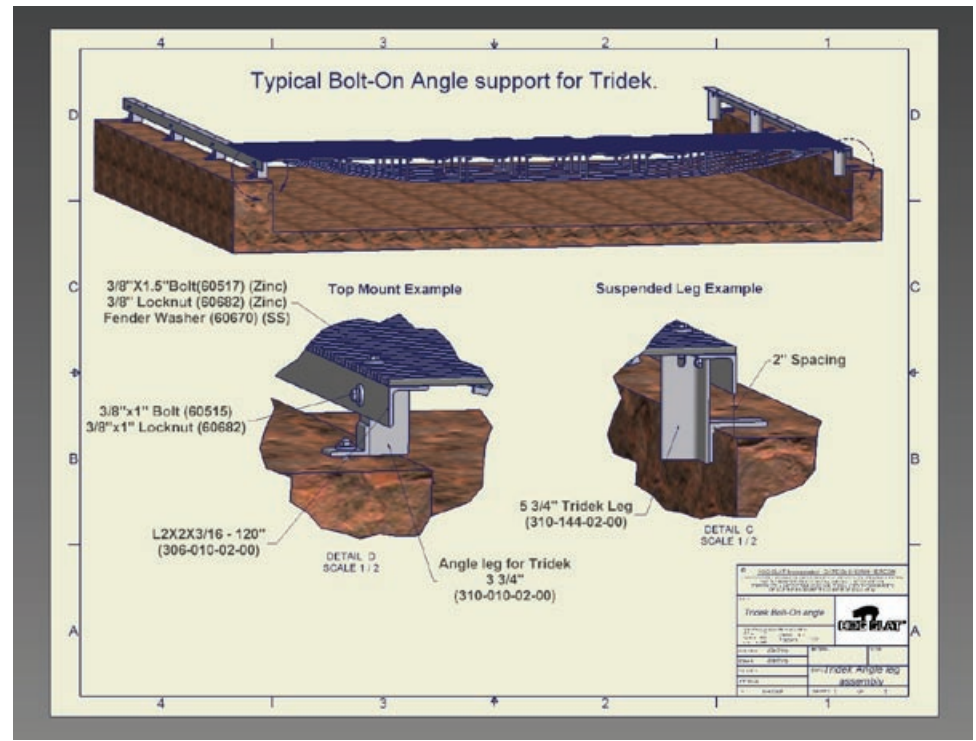 4 3 2 1
Typical Bolt-On Angle support for Tridek.
D D
C C
3/8"X1.5"Bolt(60517) (Zinc)
3/8" Locknut (60682) (Zinc)
Fender Washer (60670) (SS)
Top Mount Example
Suspended Leg Example
2" Spacing
3/8"x1" Bolt (60515)
3/8"x1" Locknut (60682)
B B
5 3/4" Tridek Leg
(310-144-02-00)
L2X2X3/16 - 120"
(306-010-02-00)
DETAIL D
SCALE 1 / 2
Angle leg for Tridek
3 3/4"
(310-010-02-00)
DETAIL C
SCALE 1 / 2
A A
Tridek Bolt-On angle
HOG SLAT
Tridek Angle leg
assembly
4 3 2 1